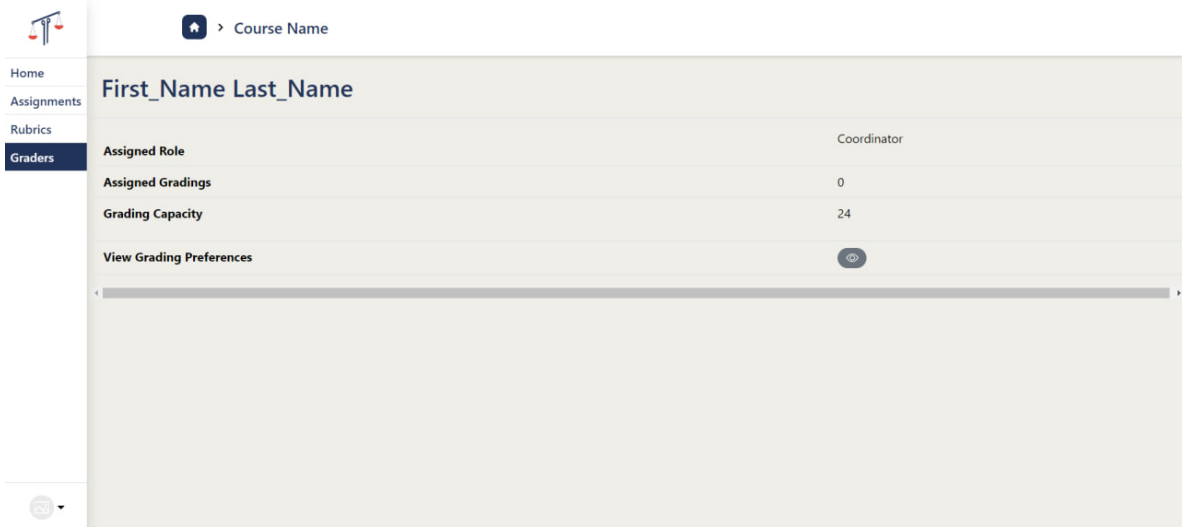 > Course Name
Home
Assignments
Rubrics
Graders
First_Name Last_Name
Assigned Role Coordinator
Assigned Gradings 0
Grading Capacity 24
View Grading Preferences